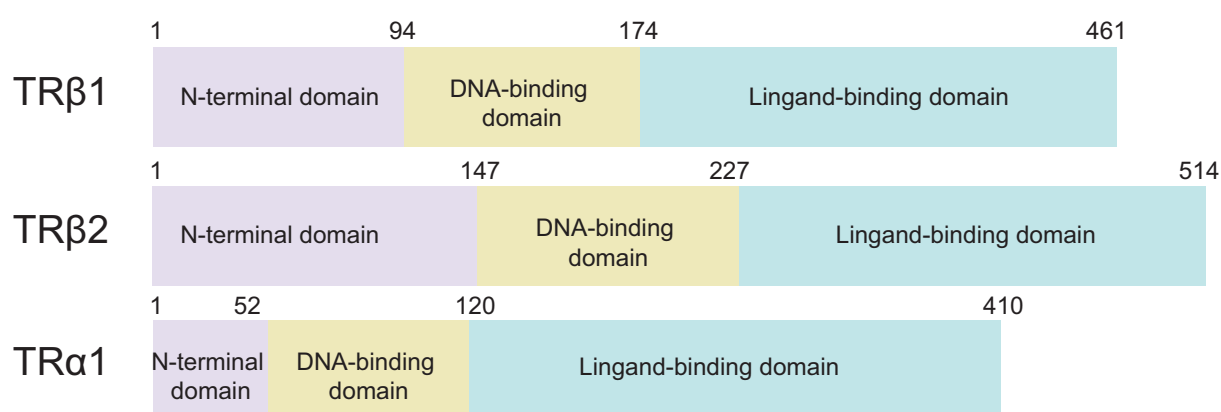 1 94 174 461
TRβ1 N-terminal domain DNA-binding domain Lingand-binding domain
1 147 227 514
TRβ2 N-terminal domain DNA-binding domain Lingand-binding domain
1 52 120 410
TRα1 N-terminal domain DNA-binding domain Lingand-binding domain